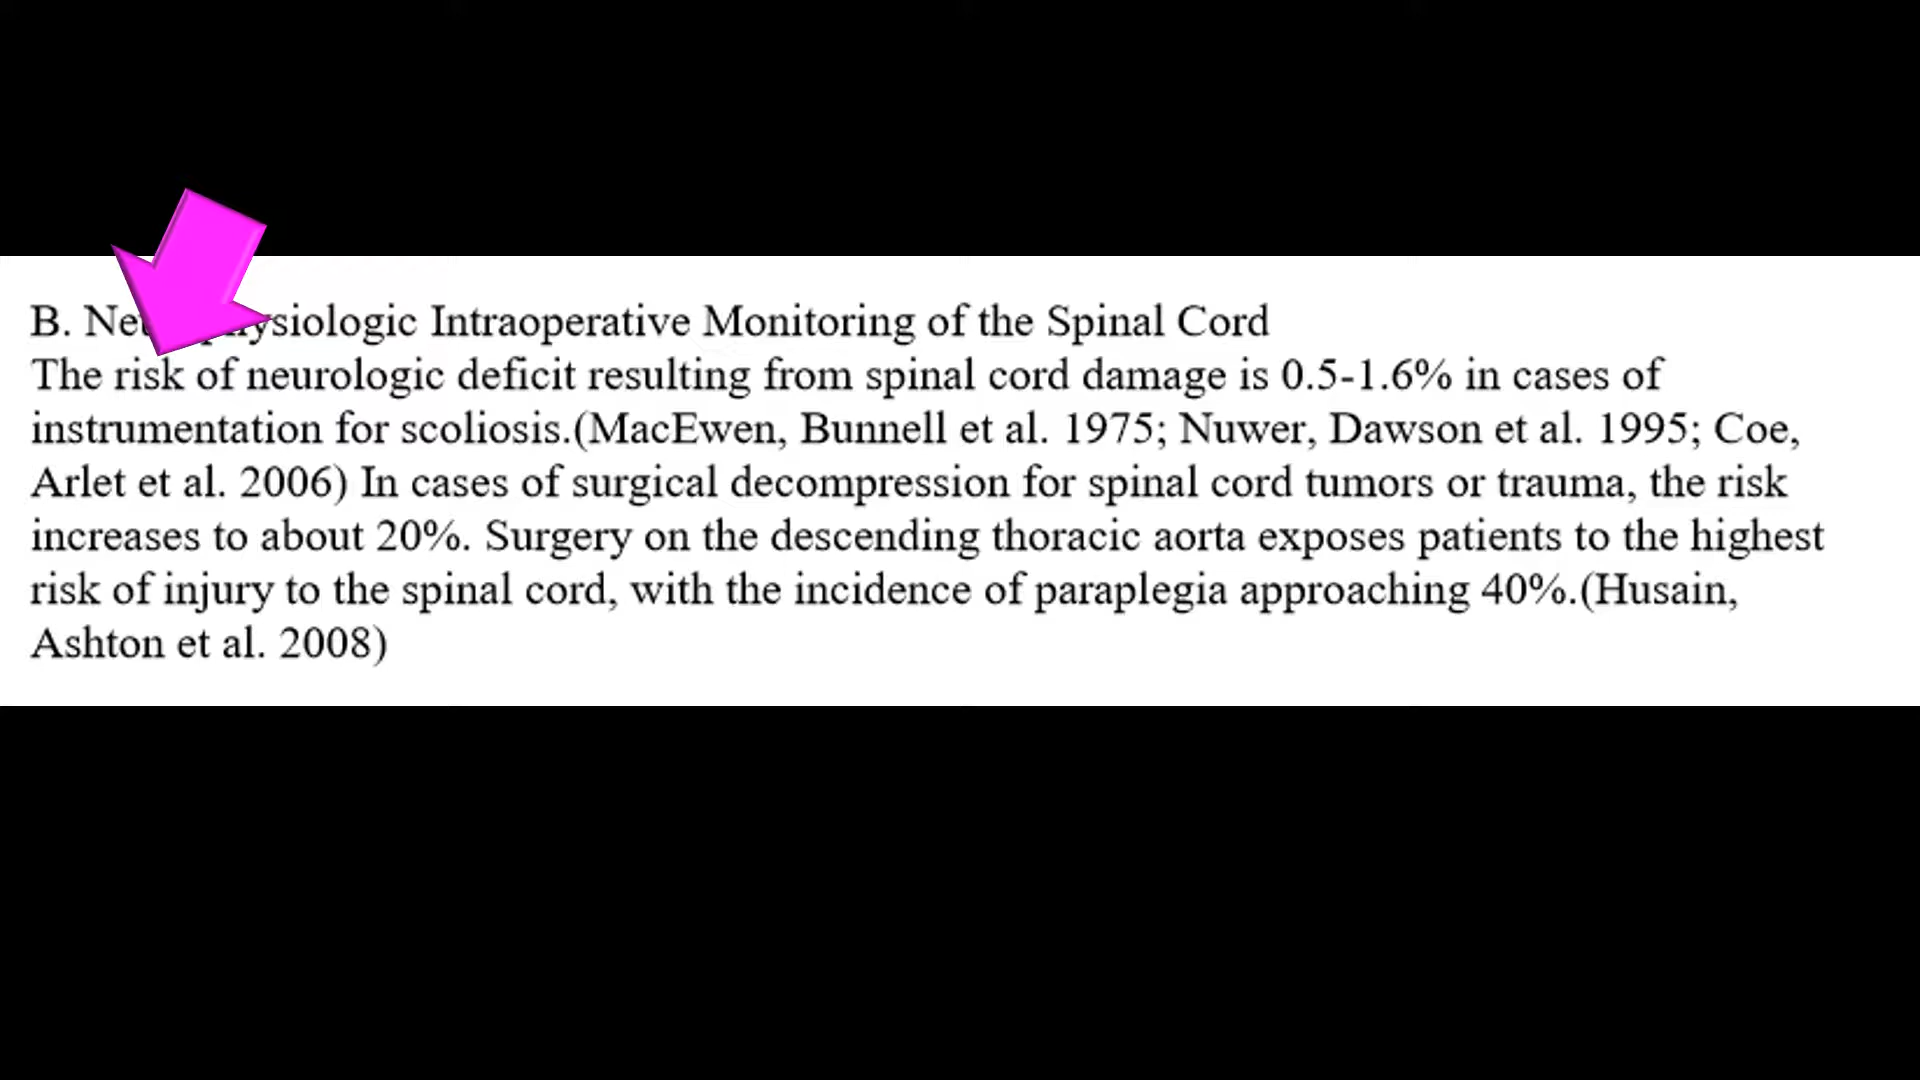 B. Neurophysiologic Intraoperative Monitoring of the Spinal Cord
The risk of neurologic deficit resulting from spinal cord damage is 0.5-1.6% in cases of
instrumentation for scoliosis.(MacEwen, Bunnell et al. 1975; Nuwer, Dawson et al. 1995; Coe,
Arlet et al. 2006) In cases of surgical decompression for spinal cord tumors or trauma, the risk
increases to about 20%. Surgery on the descending thoracic aorta exposes patients to the highest
risk of injury to the spinal cord, with the incidence of paraplegia approaching 40%.(Husain,
Ashton et al. 2008)